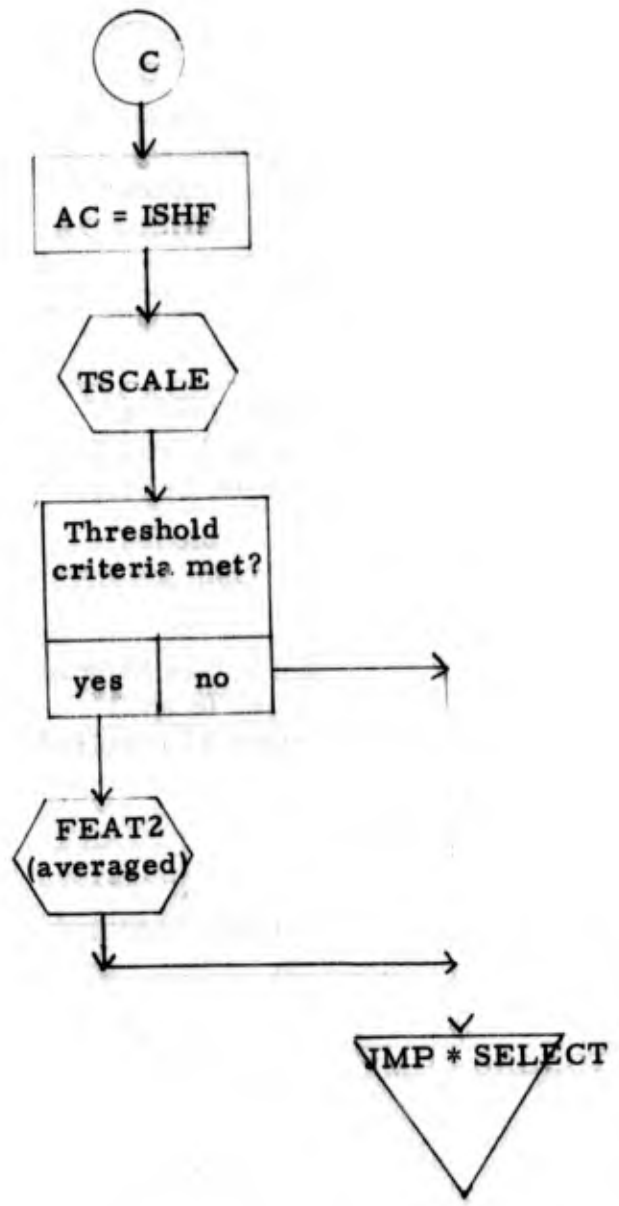 C
AC = ISHF
TSCALE
Threshold
criteria met?
yes no
FEAT2
(averaged)
JMP * SELECT